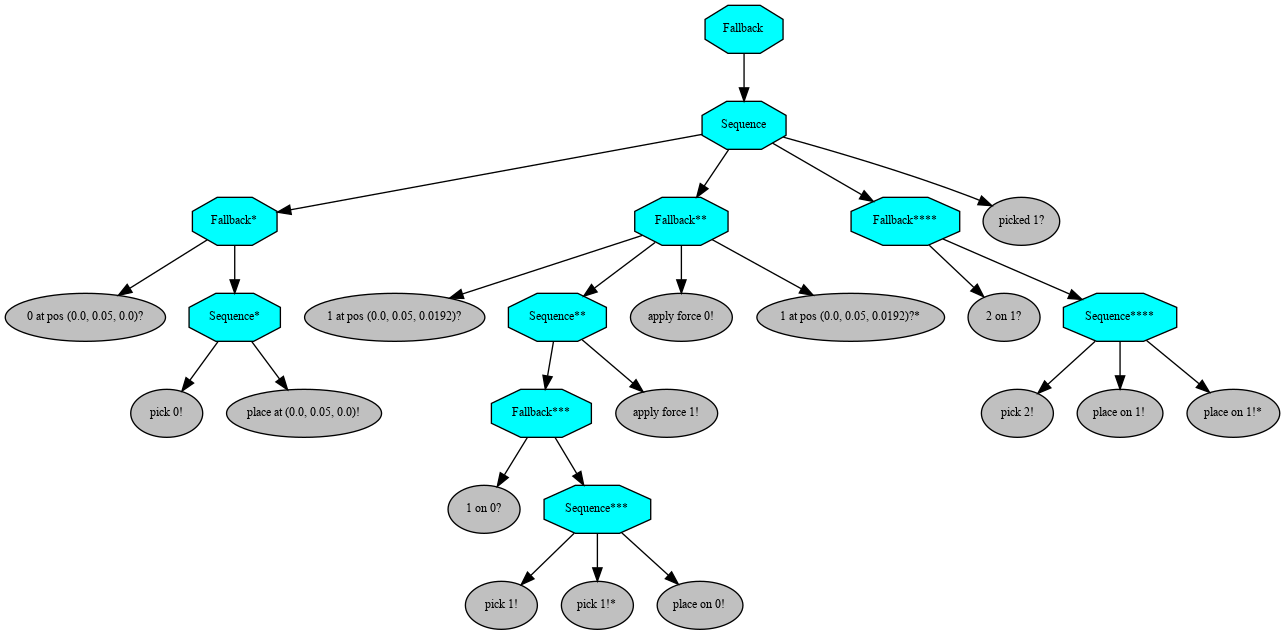 Fallback
Sequence
Fallback*
Fallback**
Fallback****
picked 1?
0 at pos (0.0, 0.05, 0.0)?
Sequence*
1 at pos (0.0, 0.05, 0.0192)?
Sequence**
apply force 0!
1 at pos (0.0, 0.05, 0.0192)?*
2 on 1?
Sequence****
pick 0!
place at (0.0, 0.05, 0.0)!
Fallback***
apply force 1!
pick 2!
place on 1!
place on 1!*
1 on 0?
Sequence***
pick 1!
pick 1!*
place on 0!